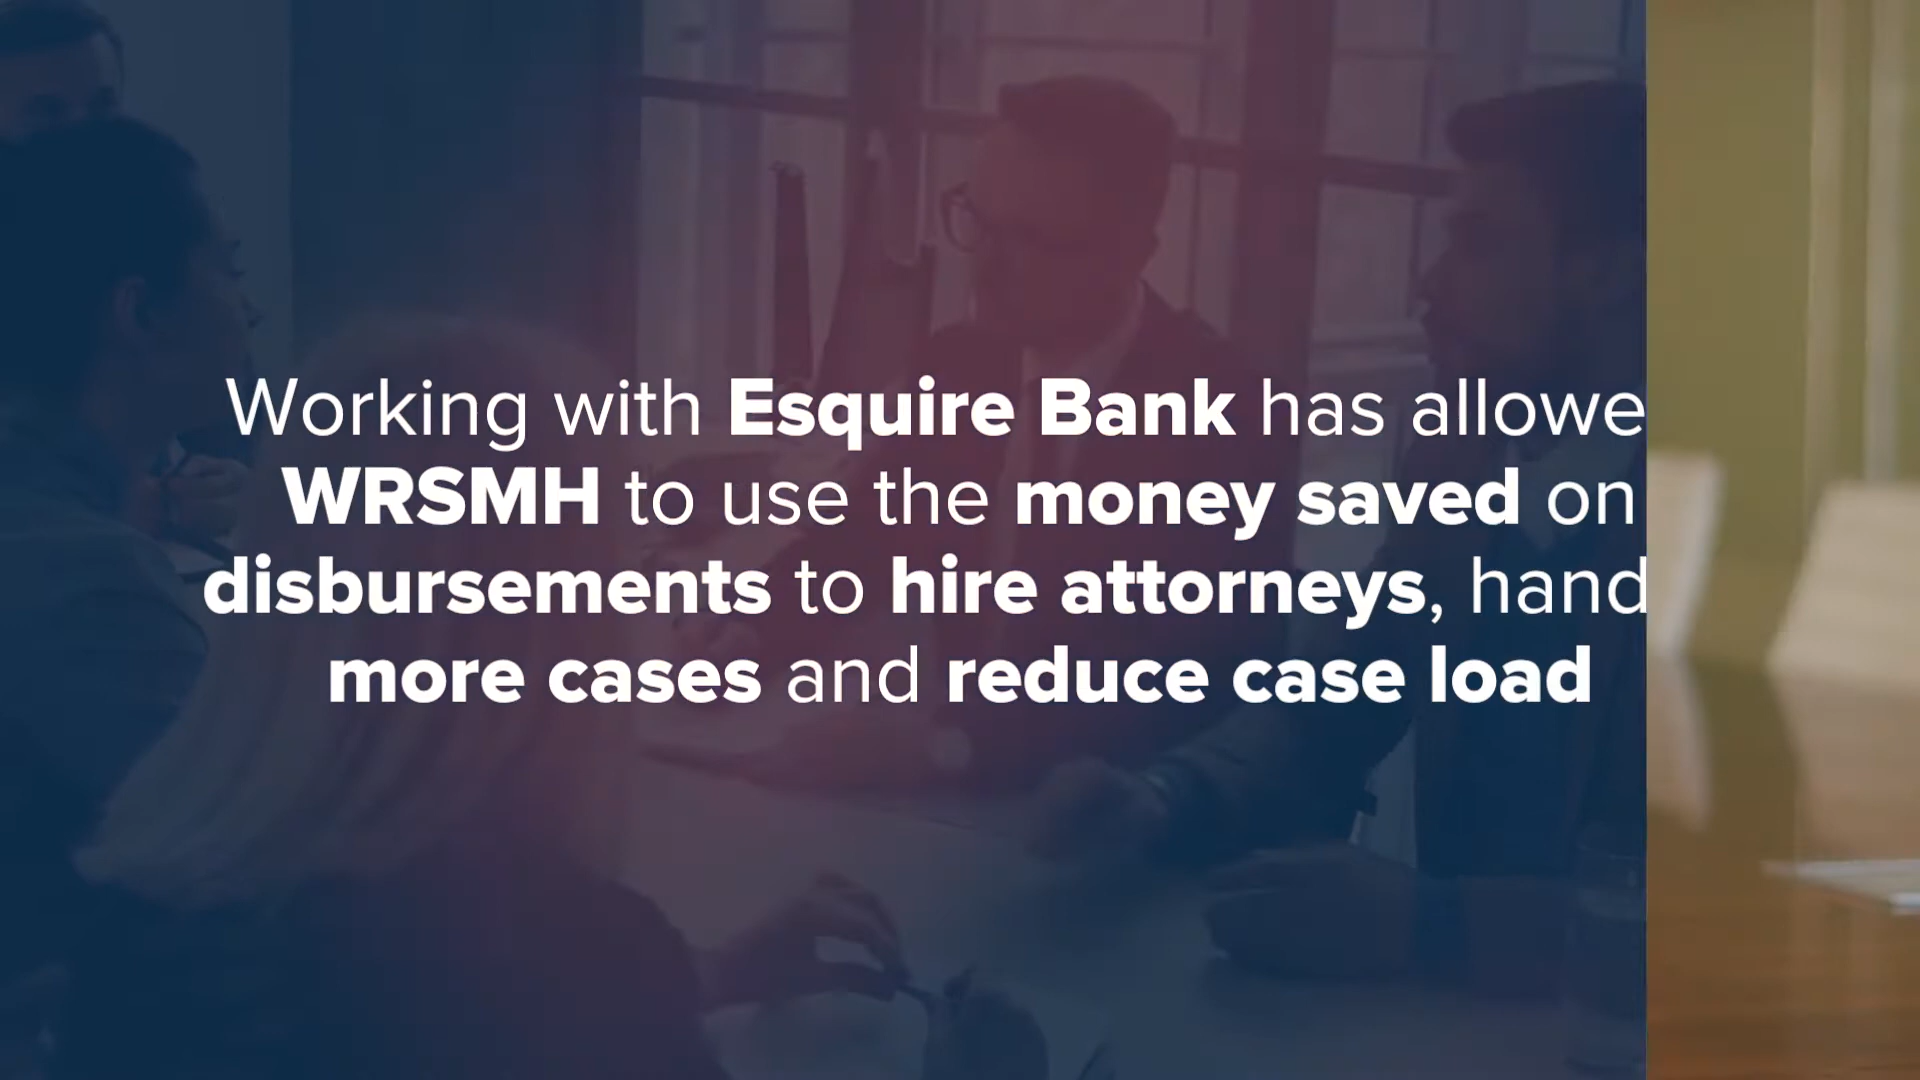 Working with Esquire Bank has allowe
WRSMH to use the money saved on
disbursements to hire attorneys, hand
more cases and reduce case load